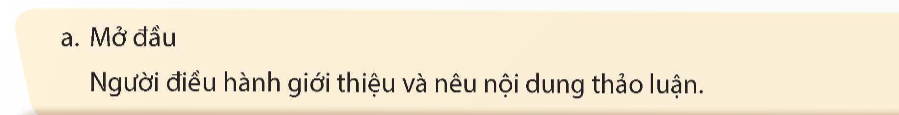 a. Mở đầu
Người điều hành giới thiệu và nêu nội dung thảo luận.